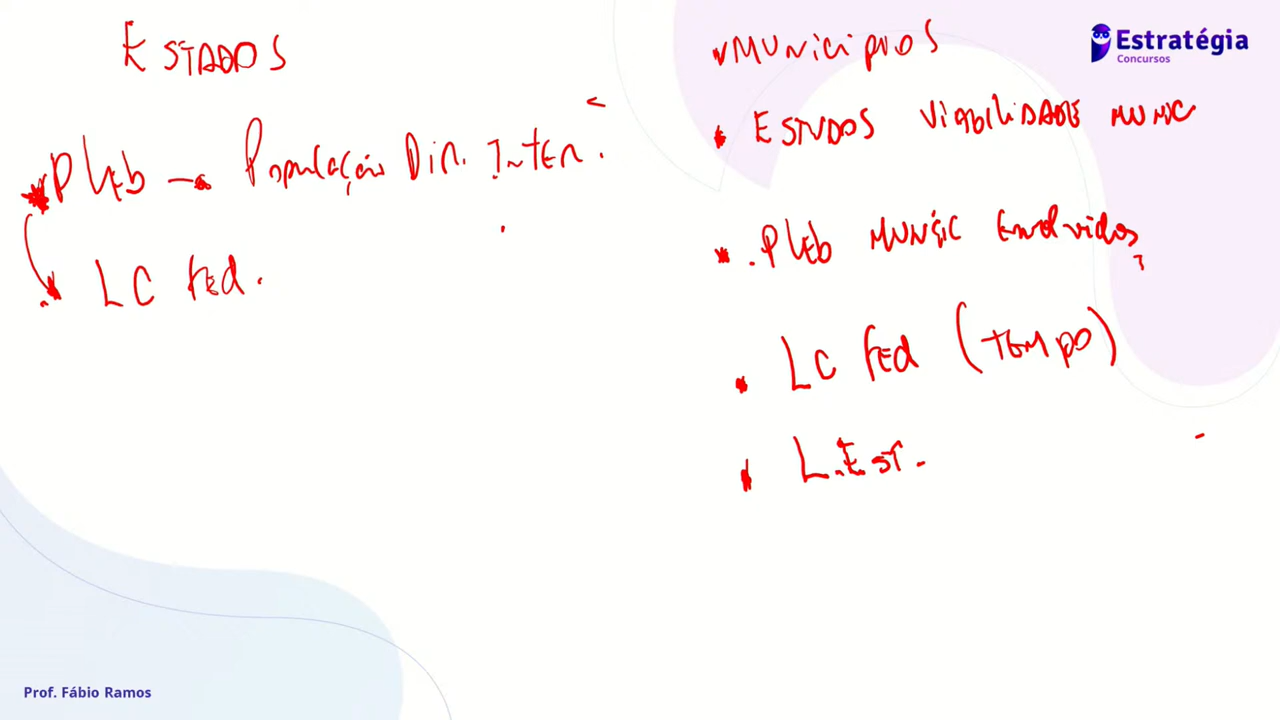 ESTADOS
Pleb → População Dir. Inter.
LC Fed.
MUNICIPIOS
ESTUDOS VIABILIDADE MUNIC
Pleb MUNIC Envolvidos
LC Fed (TEMPO)
L.EST.
Estratégia
Concursos
Prof. Fábio Ramos